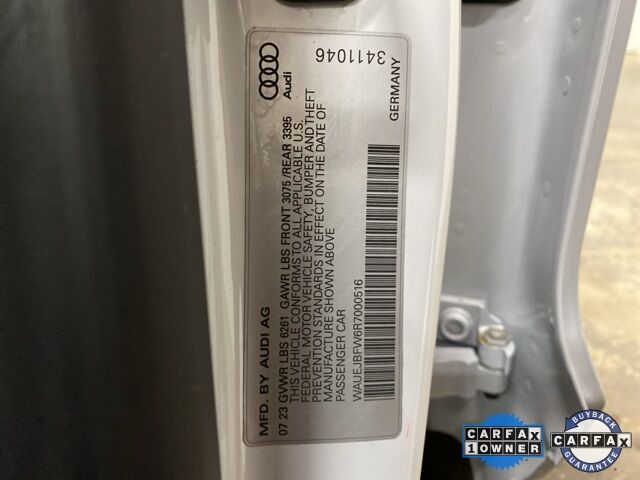 MFD. BY AUDI AG
07 23 GVWR LBS 6261 GAWR LBS FRONT 3075 /REAR 3395
THIS VEHICLE CONFORMS TO ALL APPLICABLE U.S.
FEDERAL MOTOR VEHICLE SAFETY, BUMPER AND THEFT
PREVENTION STANDARDS IN EFFECT ON THE DATE OF
MANUFACTURE SHOWN ABOVE
PASSENGER CAR
WAUEJBFW6R7000516
Audi
3411046
GERMANY
CARFAX
1 OWNER
BUYBACK
CARFAX
GUARANTEE